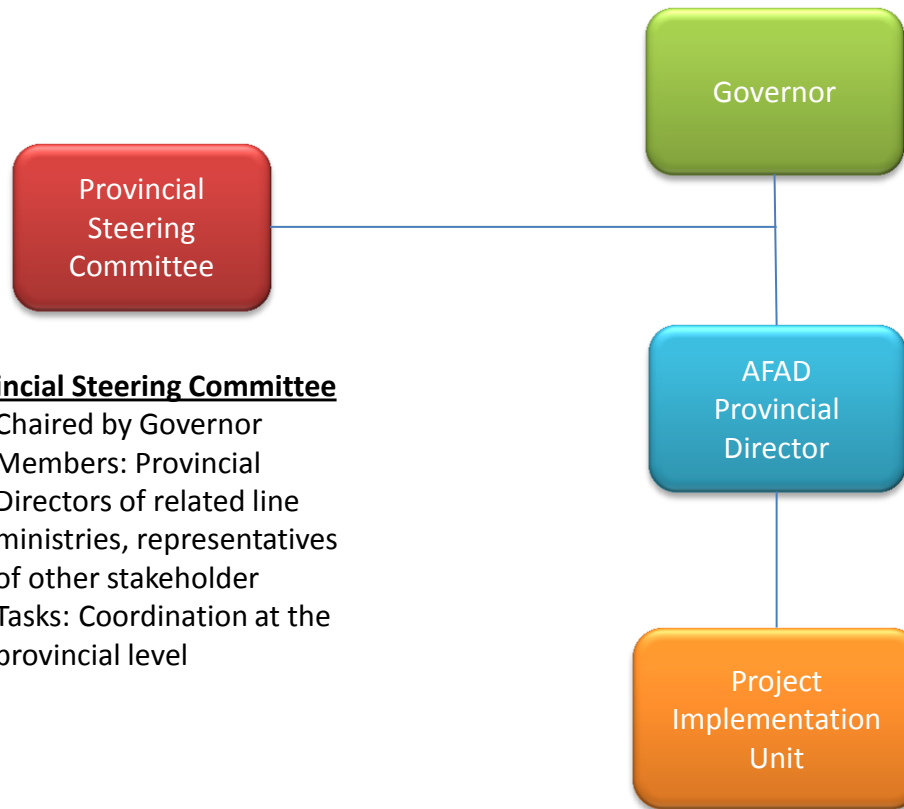 Governor
Provincial
Steering
Committee
AFAD
Provincial
Director
incial Steering Committee
Chaired by Governor
Members: Provincial
Directors of related line
ministries, representatives
of other stakeholder
Tasks: Coordination at the
provincial level
Project
Implementation
Unit